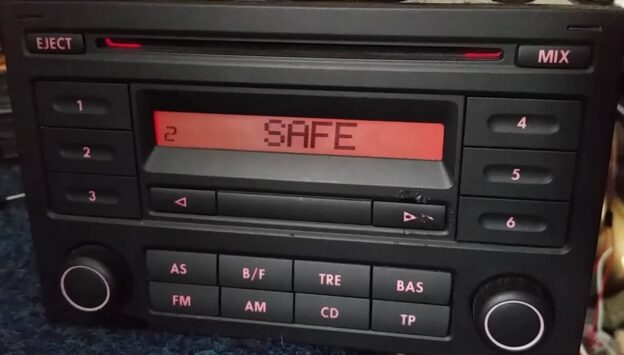 EJECT
MIX
1
2 SAFE
4
2
5
3
6
AS B/F TRE BAS
FM AM CD TP